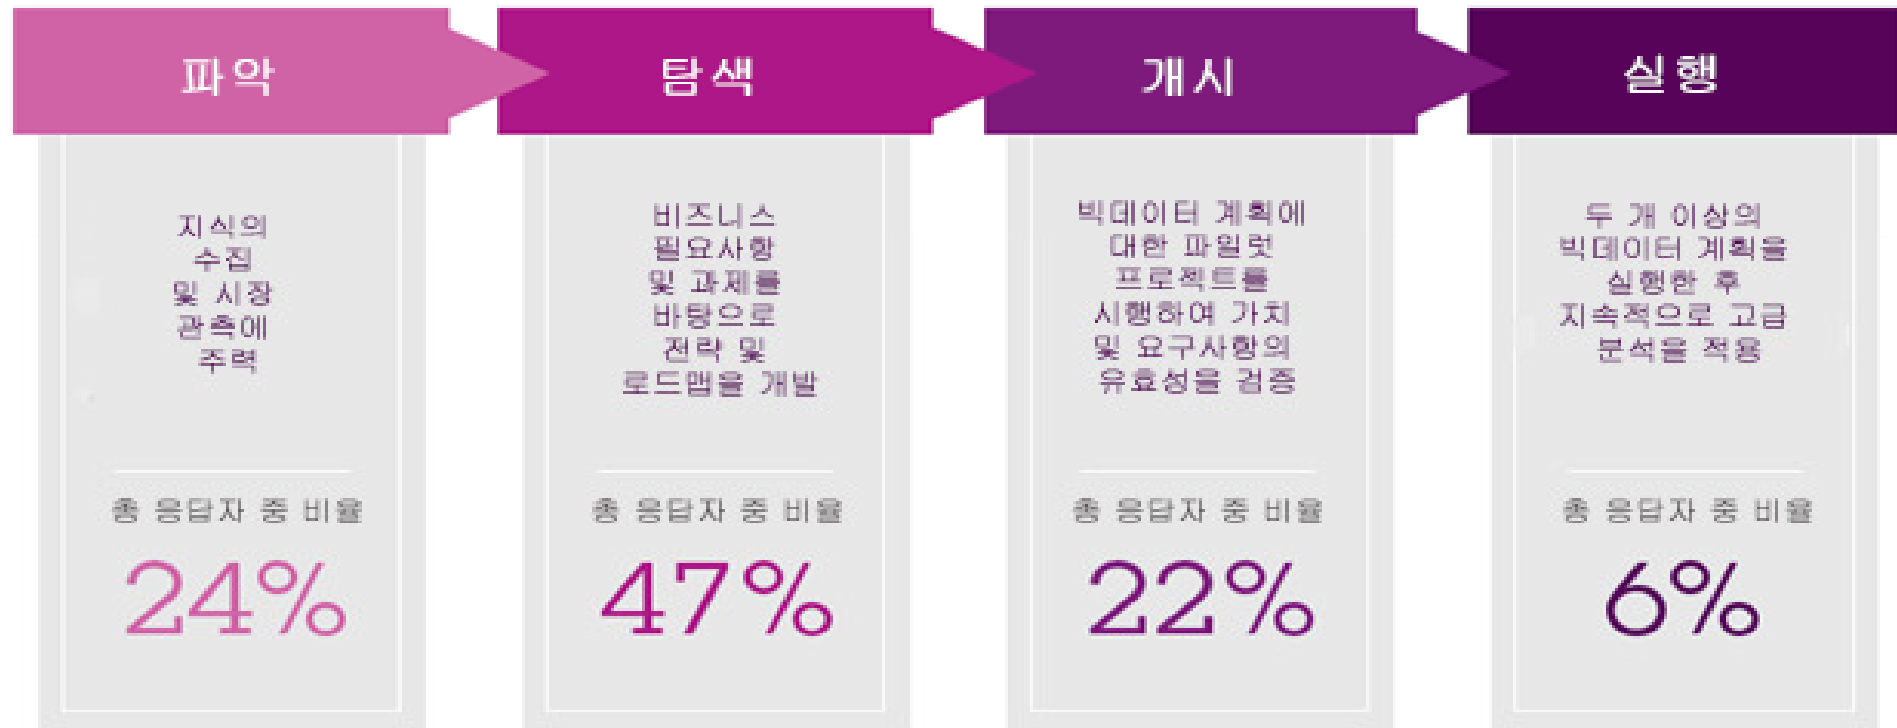 파악
지식의
수집
및 시장
관측에
주력
총 응답자 중 비율
24%
탐색
비즈니스
필요사항
및 과제를
바탕으로
전략 및
로드맵을 개발
총 응답자 중 비율
47%
개시
빅데이터 계획에
대한 파일럿
프로젝트를
시행하여 가치
및 요구사항의
유효성을 검증
총 응답자 중 비율
22%
실행
두 개 이상의
빅데이터 계획을
실행한 후
지속적으로 고급
분석을 적용
총 응답자 중 비율
6%